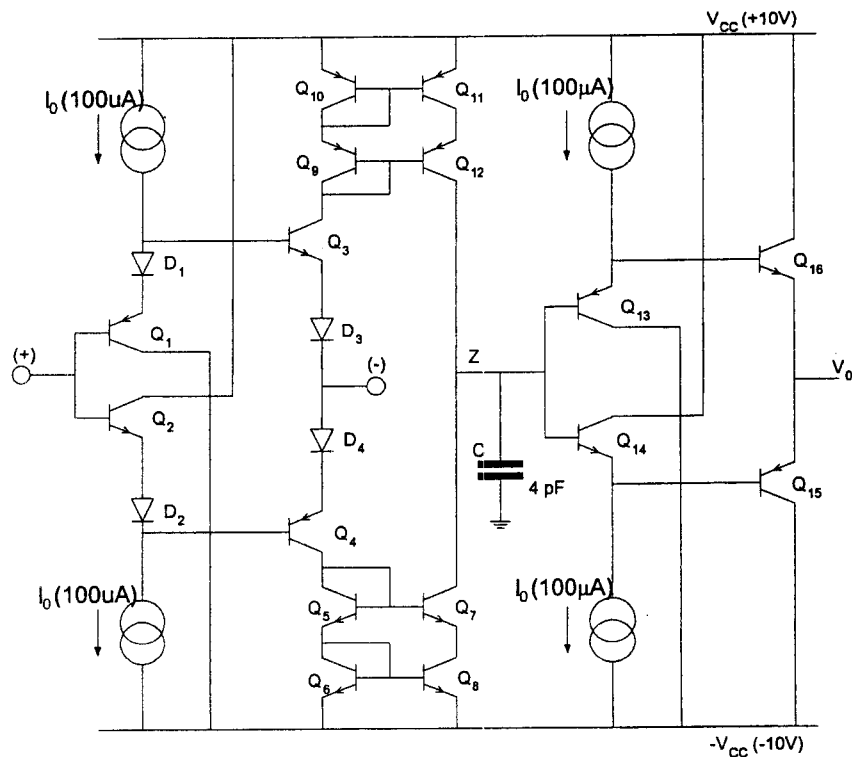 V_CC (+10V)
I_0 (100uA)
Q_10
Q_11
I_0 (100µA)
Q_9
Q_12
Q_3
Q_16
D_1
Q_1
D_3
Q_13
(+)
(-)
Z
V_0
Q_2
D_4
Q_14
C
4 pF
Q_15
D_2
Q_4
I_0 (100uA)
Q_5
Q_7
I_0 (100µA)
Q_6
Q_8
-V_CC (-10V)